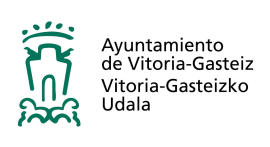 Ayuntamiento
de Vitoria-Gasteiz
Vitoria-Gasteizko
Udala